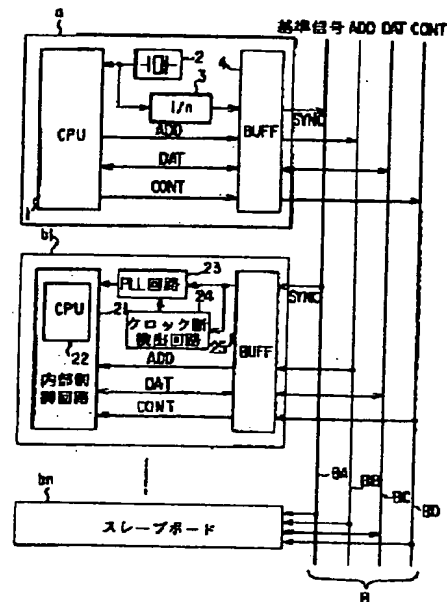 基準信号 ADD DAT CONT
a
2
4
3
1/n
CPU
SYNC
ADD
BUFF
DAT
CONT
1
b1
23
PLL回路
SYNC
CPU
21
24
クロック断
検出回路
25
BUFF
22
ADD
内部制
御回路
DAT
CONT
bn
BA
BB
BC
BD
スレーブボード
B